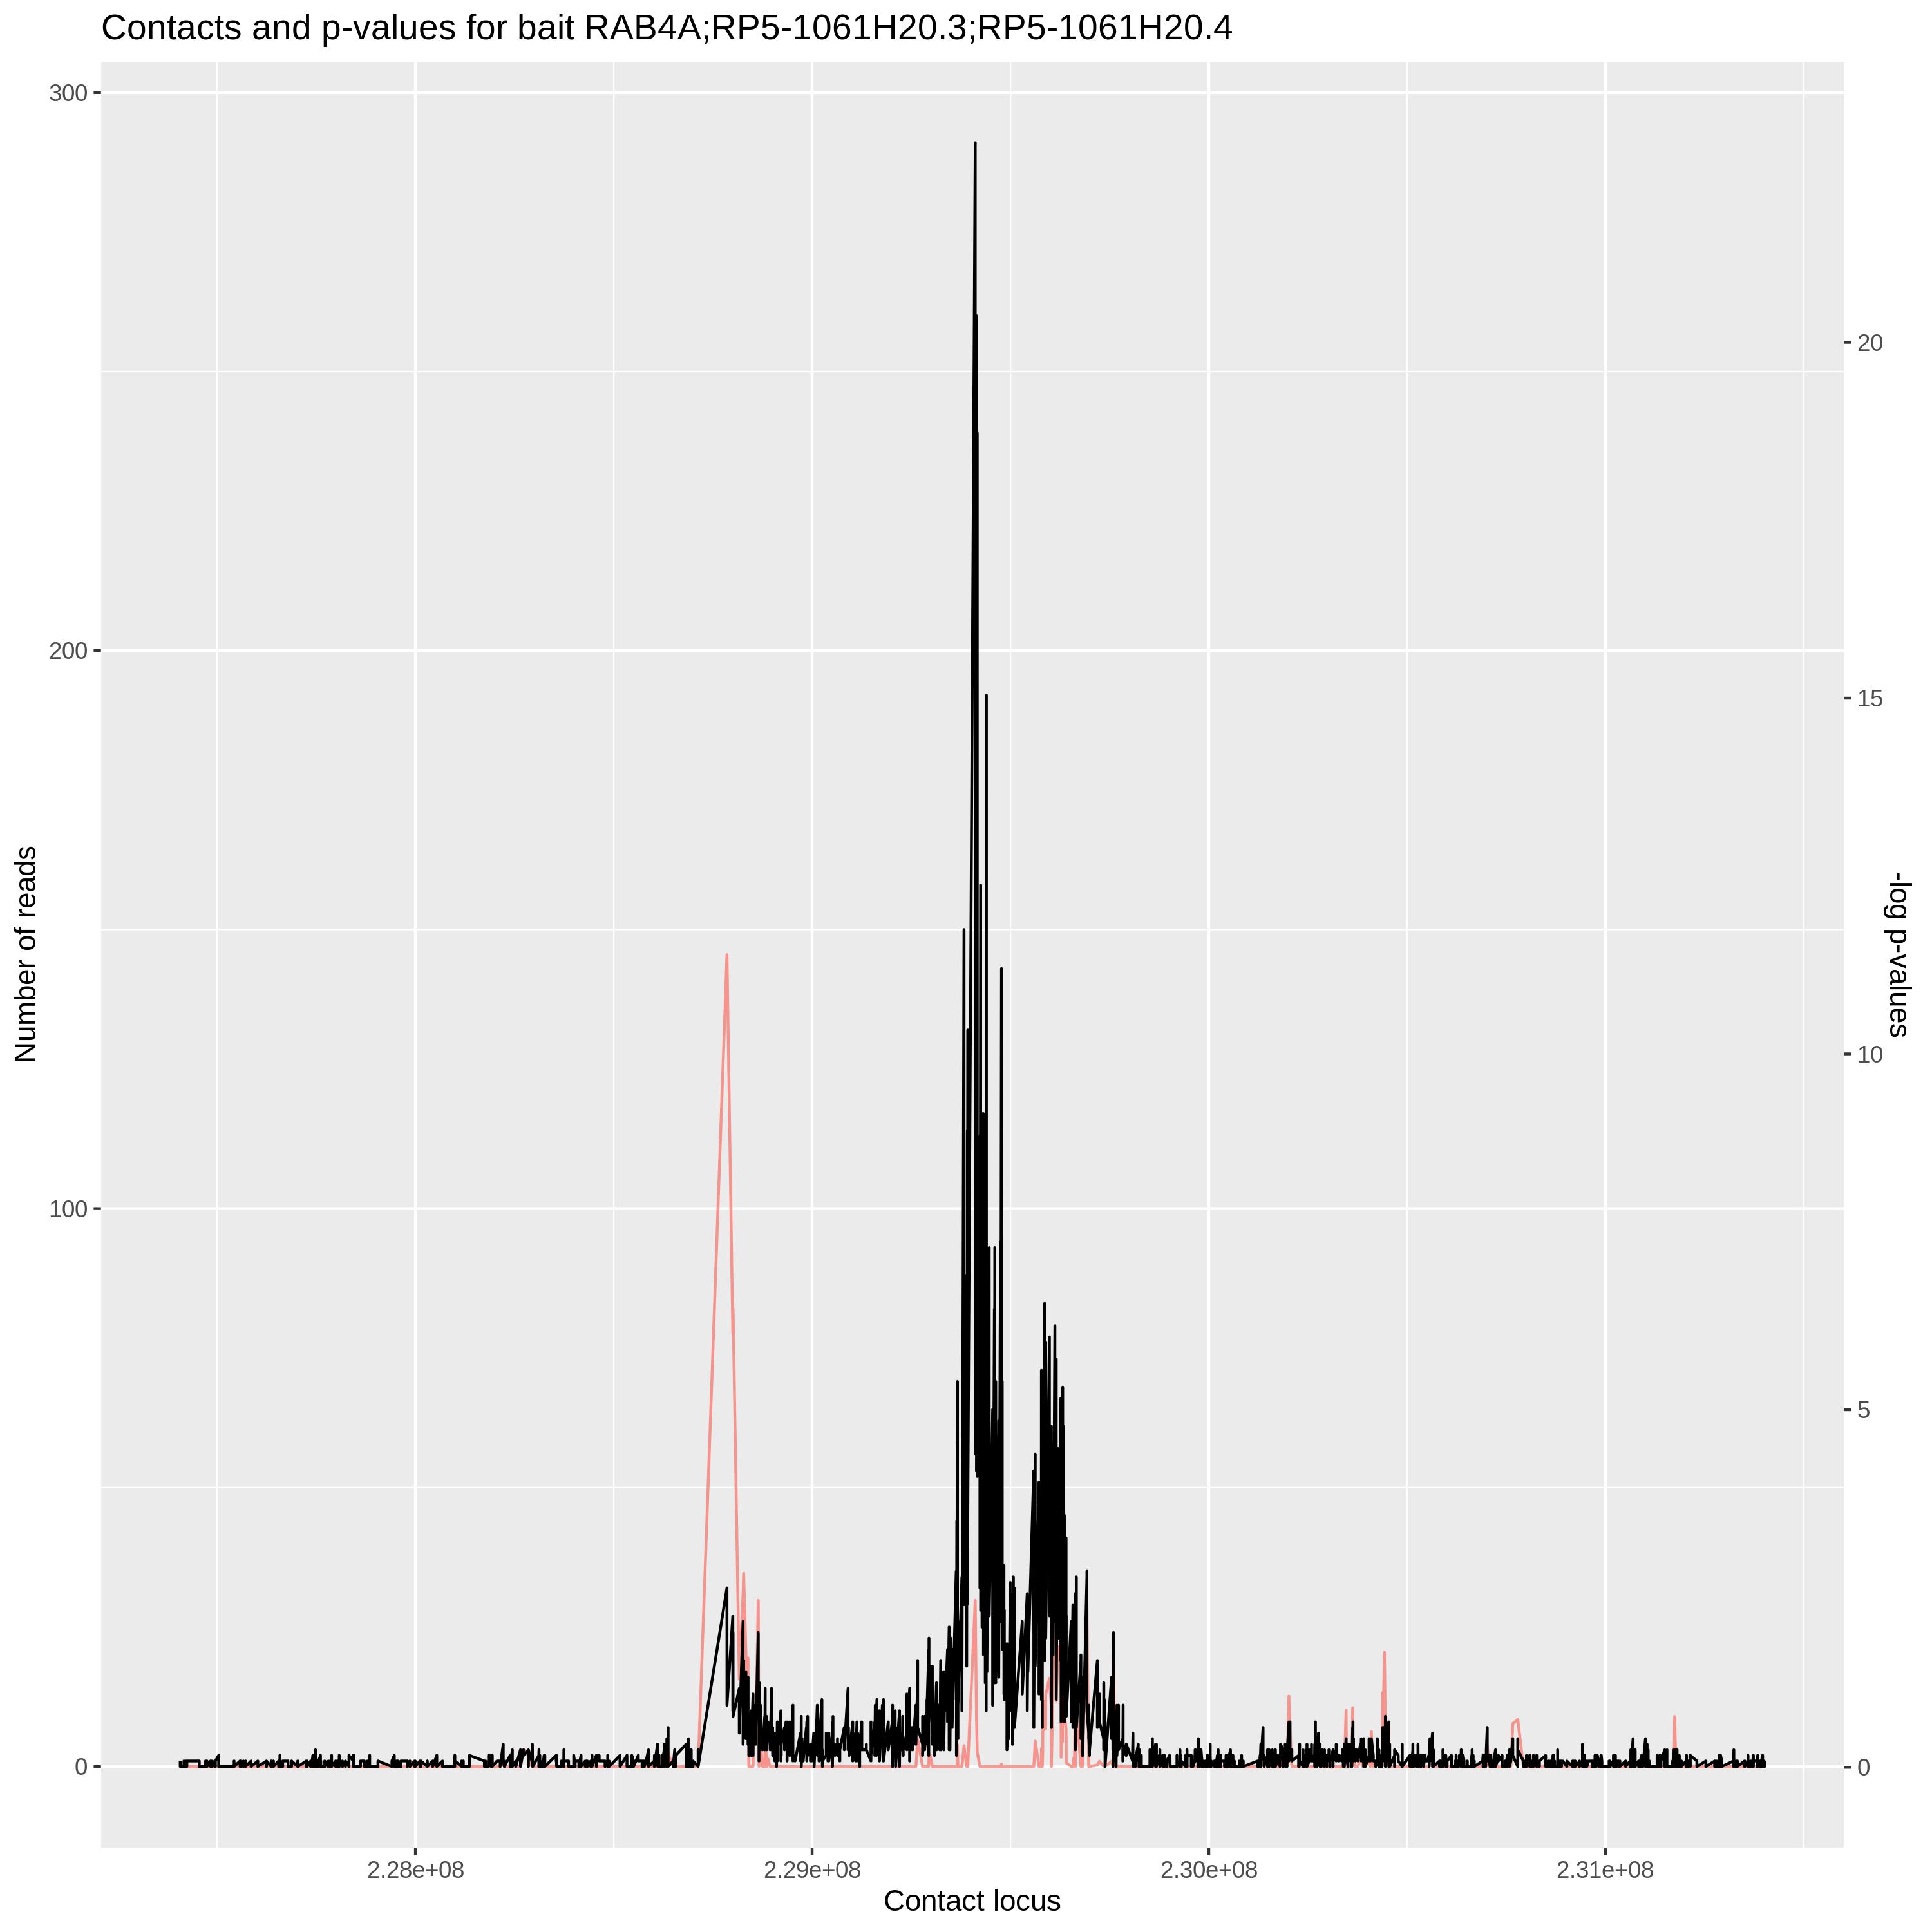 Contacts and p-values for bait RAB4A;RP5-1061H20.3;RP5-1061H20.4
300
200
100
0
Number of reads
20
15
10
5
0
-log p-values
2.28e+08
2.29e+08
2.30e+08
2.31e+08
Contact locus